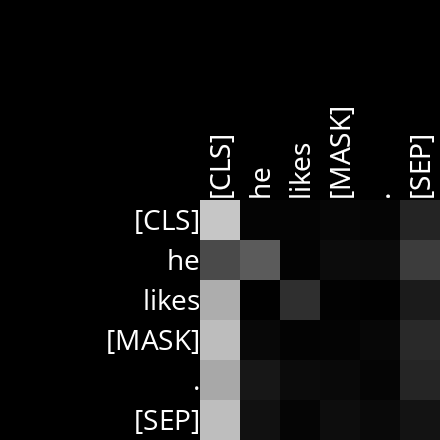 [CLS] he likes [MASK] . [SEP]
[CLS]
he
likes
[MASK]
.
[SEP]